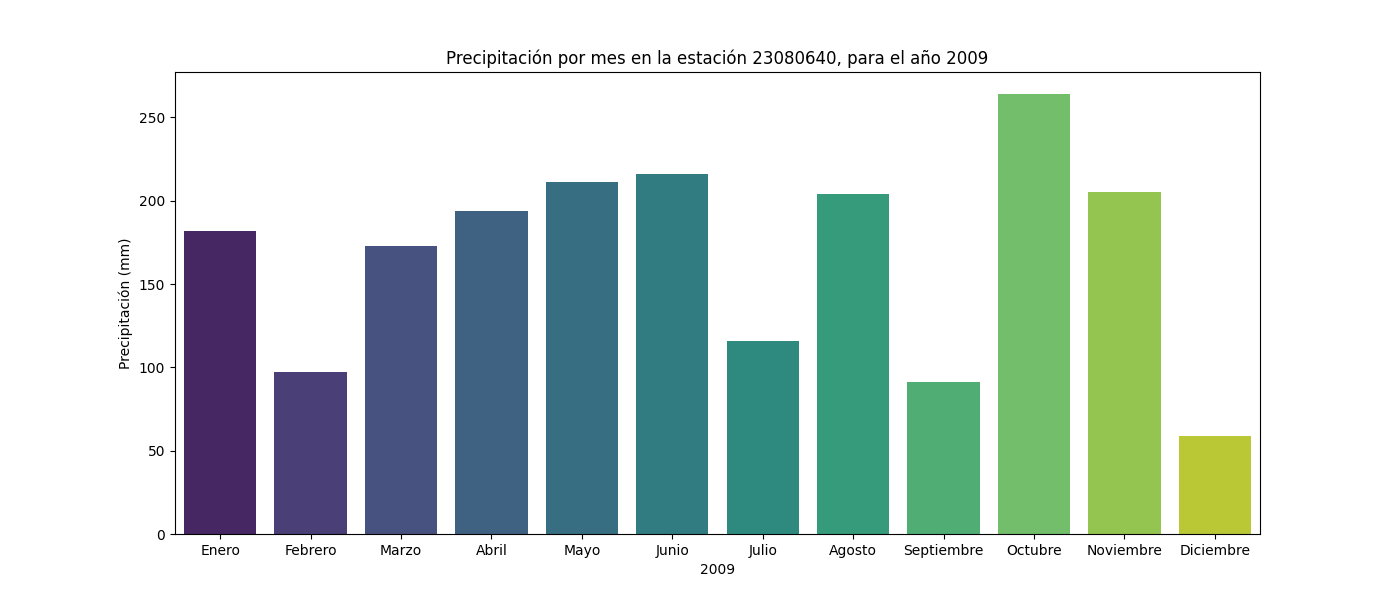 Precipitación por mes en la estación 23080640, para el año 2009
Precipitación (mm)
250
200
150
100
50
0
Enero Febrero Marzo Abril Mayo Junio Julio Agosto Septiembre Octubre Noviembre Diciembre
2009